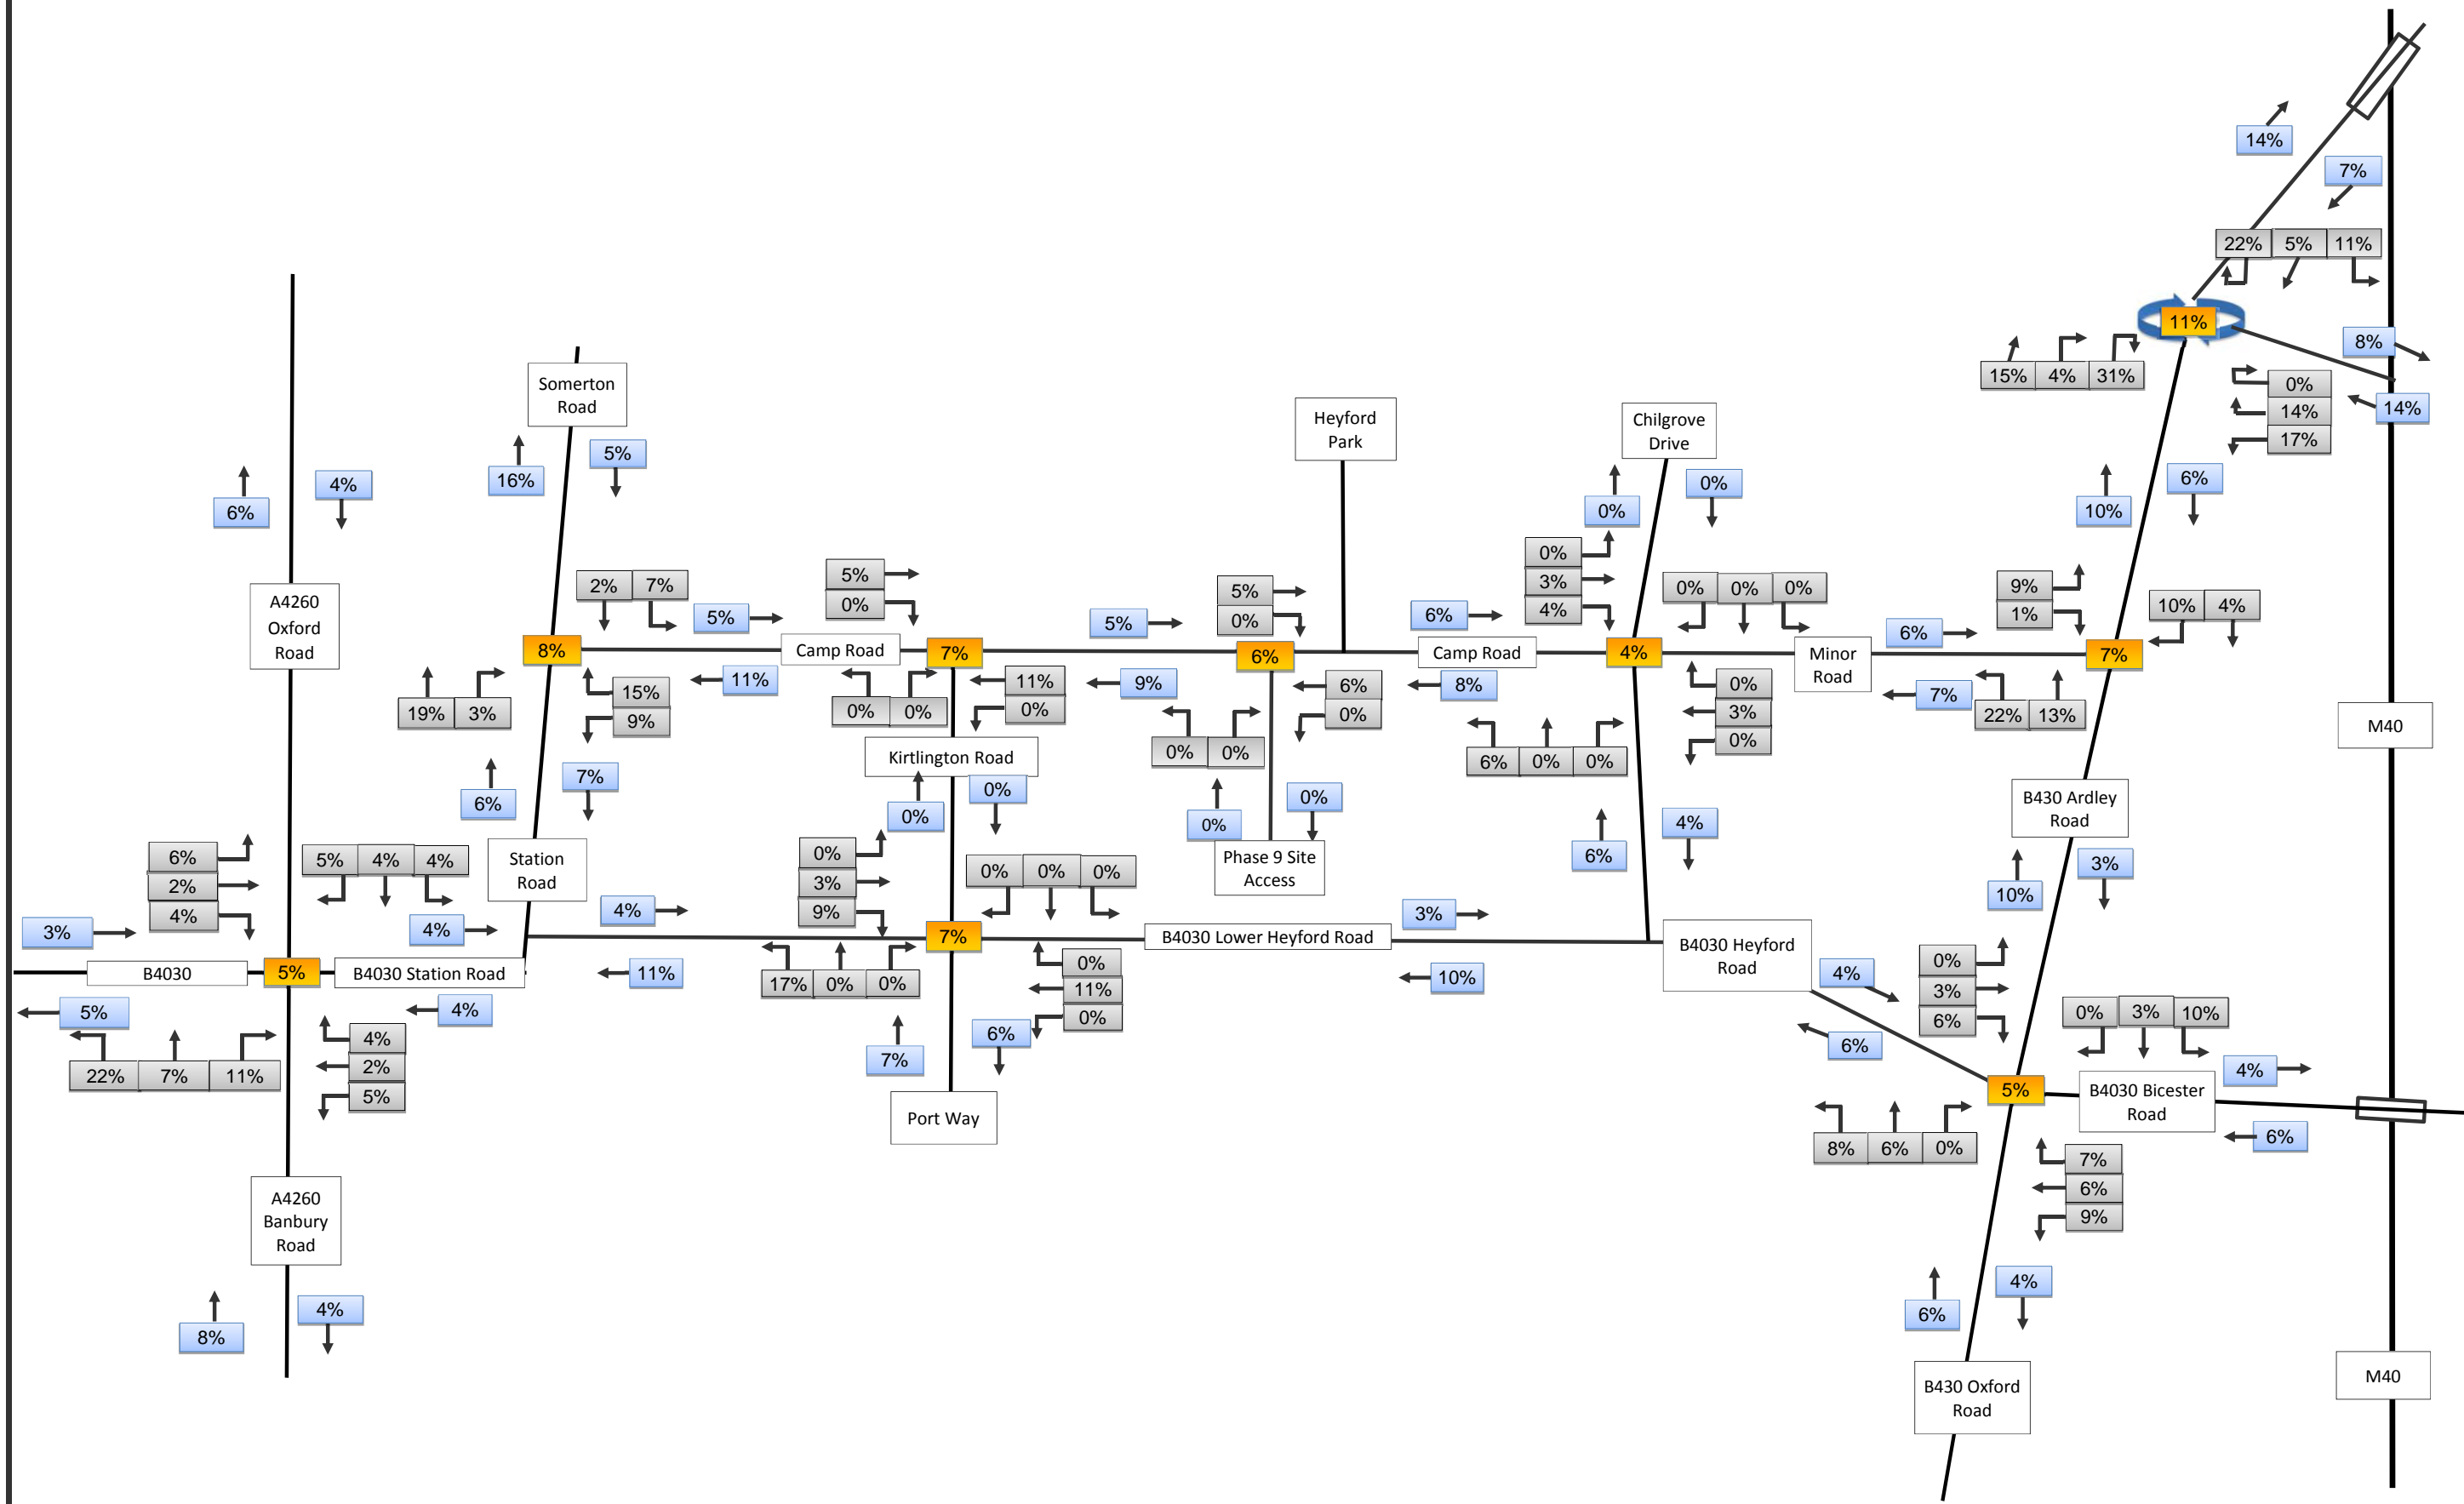 14%
7%
22% 5% 11%
11%
8%
15% 4% 31%
0%
14%
14%
17%
Somerton
Road
Heyford
Park
Chilgrove
Drive
16%
5%
6%
4%
0%
0%
10%
6%
0%
3%
4%
A4260
Oxford
Road
2% 7%
5%
5%
0%
5%
5%
0%
6%
0% 0% 0%
6%
9%
1%
10% 4%
8%
Camp Road
7%
6%
Camp Road
4%
Minor
Road
7%
19% 3%
15%
9%
11%
0% 0%
11%
0%
9%
0% 0%
6%
0%
8%
6% 0% 0%
0%
3%
0%
7%
22% 13%
M40
Kirtlington Road
6%
7%
0%
0%
0%
0%
6%
4%
B430 Ardley
Road
10%
3%
6%
2%
4%
5% 4% 4%
Station
Road
0%
3%
9%
0% 0% 0%
Phase 9 Site
Access
3%
4%
4%
3%
B4030
5%
B4030 Station Road
7%
B4030 Lower Heyford Road
B4030 Heyford
Road
11%
17% 0% 0%
0%
11%
0%
10%
4%
0%
3%
6%
5%
4%
22% 7% 11%
4%
2%
5%
7%
6%
6%
0% 3% 10%
4%
5%
B4030 Bicester
Road
6%
Port Way
8% 6% 0%
7%
6%
9%
A4260
Banbury
Road
8%
4%
6%
4%
B430 Oxford
Road
M40